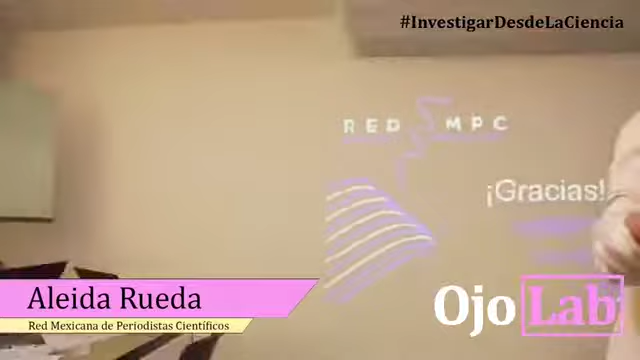 #InvestigarDesdeLaCiencia
RED MPC
¡Gracias!
Aleida Rueda
Red Mexicana de Periodistas Científicos
Ojo Lab